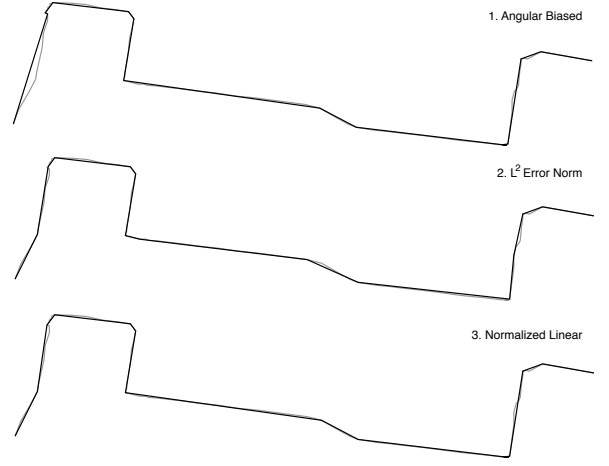 1. Angular Biased
2. L² Error Norm
3. Normalized Linear